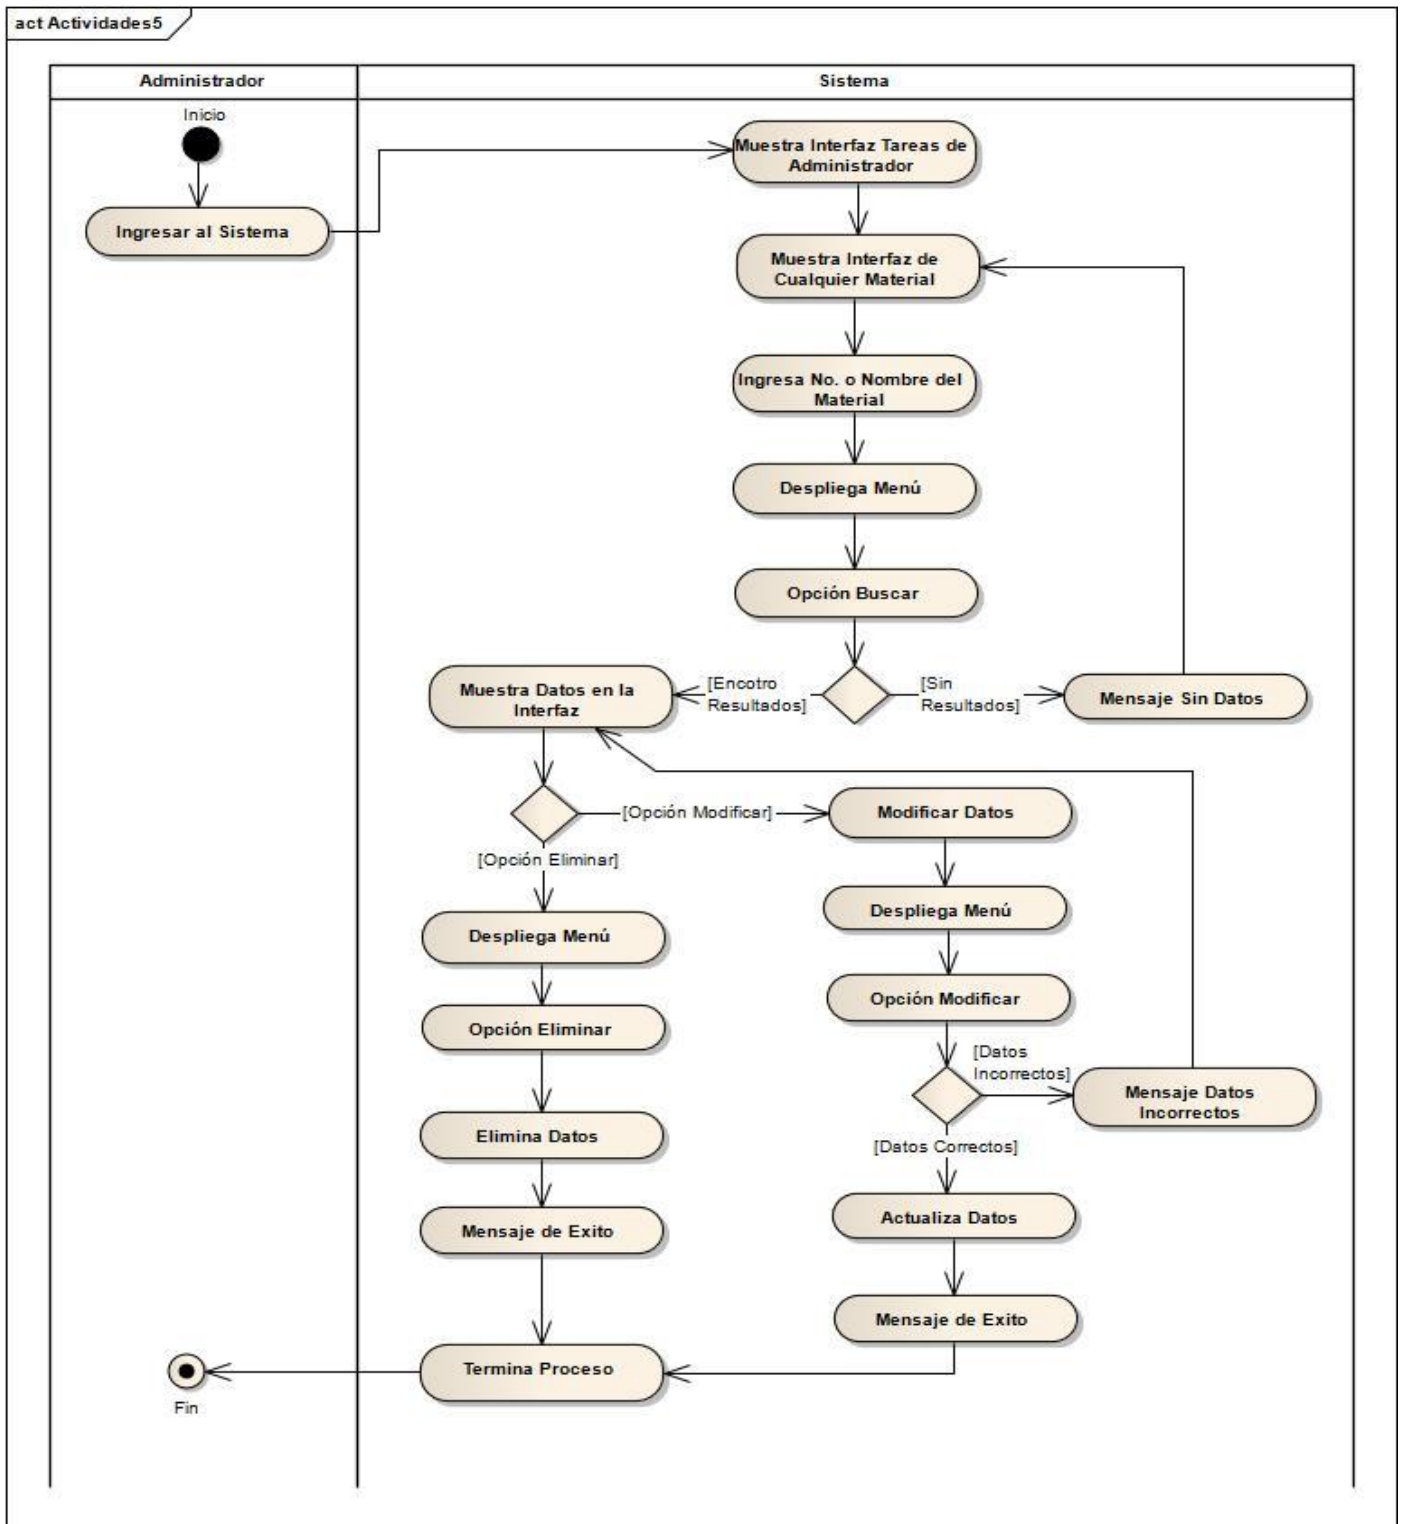 act Actividades5
Administrador
Sistema
Inicio
Muestra Interfaz Tareas de
Administrador
Ingresar al Sistema
Muestra Interfaz de
Cualquier Material
Ingresa No. o Nombre del
Material
Despliega Menú
Opción Buscar
Muestra Datos en la
Interfaz
[Encotro
Resultados]
[Sin
Resultados]
Mensaje Sin Datos
[Opción Modificar]
Modificar Datos
[Opción Eliminar]
Despliega Menú
Despliega Menú
Opción Modificar
Opción Eliminar
[Datos
Incorrectos]
Mensaje Datos
Incorrectos
Elimina Datos
[Datos Correctos]
Actualiza Datos
Mensaje de Exito
Mensaje de Exito
Termina Proceso
Fin